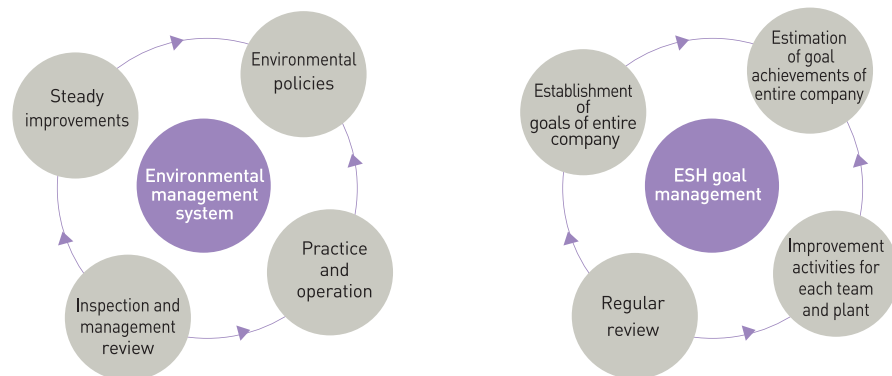 Environmental
policies
Steady
improvements
Environmental
management
system
Practice
and
operation
Inspection and
management
review
Estimation
of goal
achievements of
entire company
Establishment
of
goals of entire
company
ESH goal
management
Improvement
activities for
each team
and plant
Regular
review